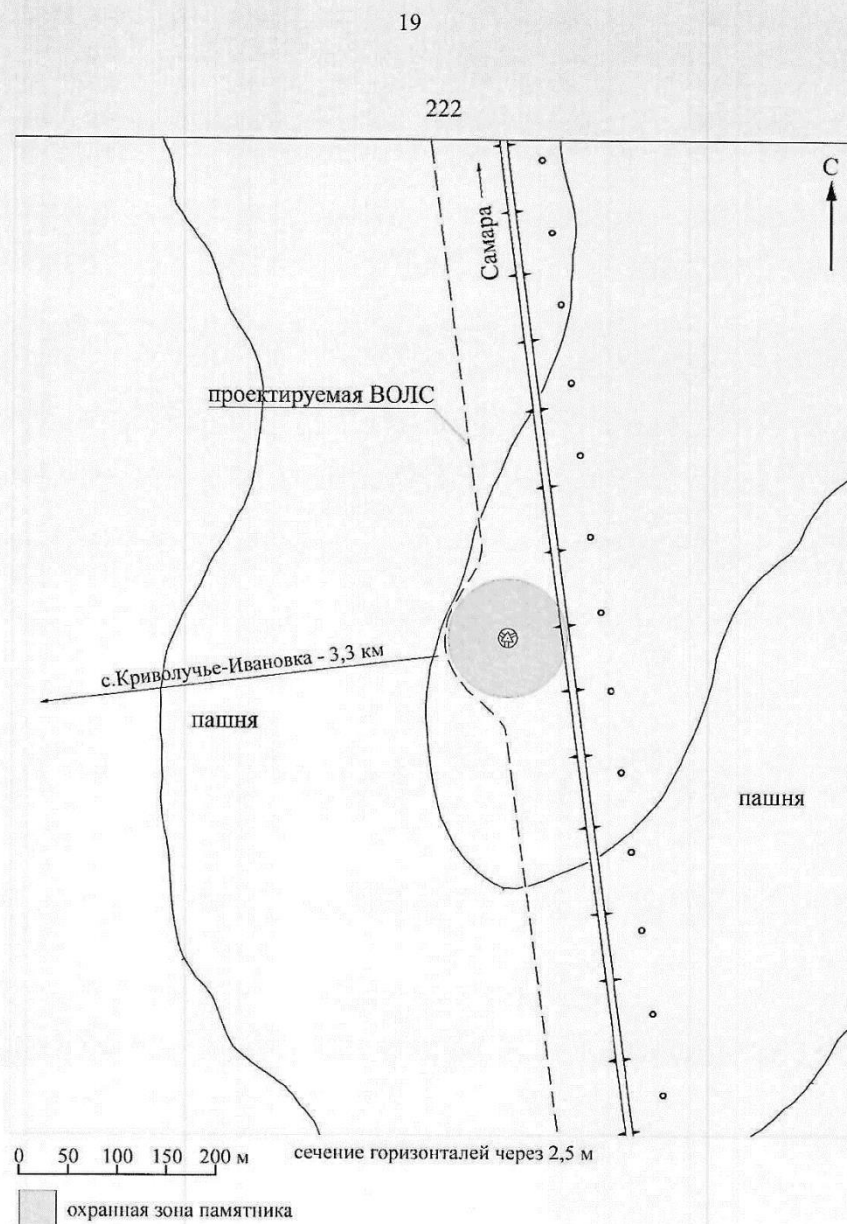 19
222
С
Самара
проектируемая ВОЛС
с.Криволучье-Ивановка - 3,3 км
пашня
пашня
0 50 100 150 200 м
сечение горизонталей через 2,5 м
охранная зона памятника